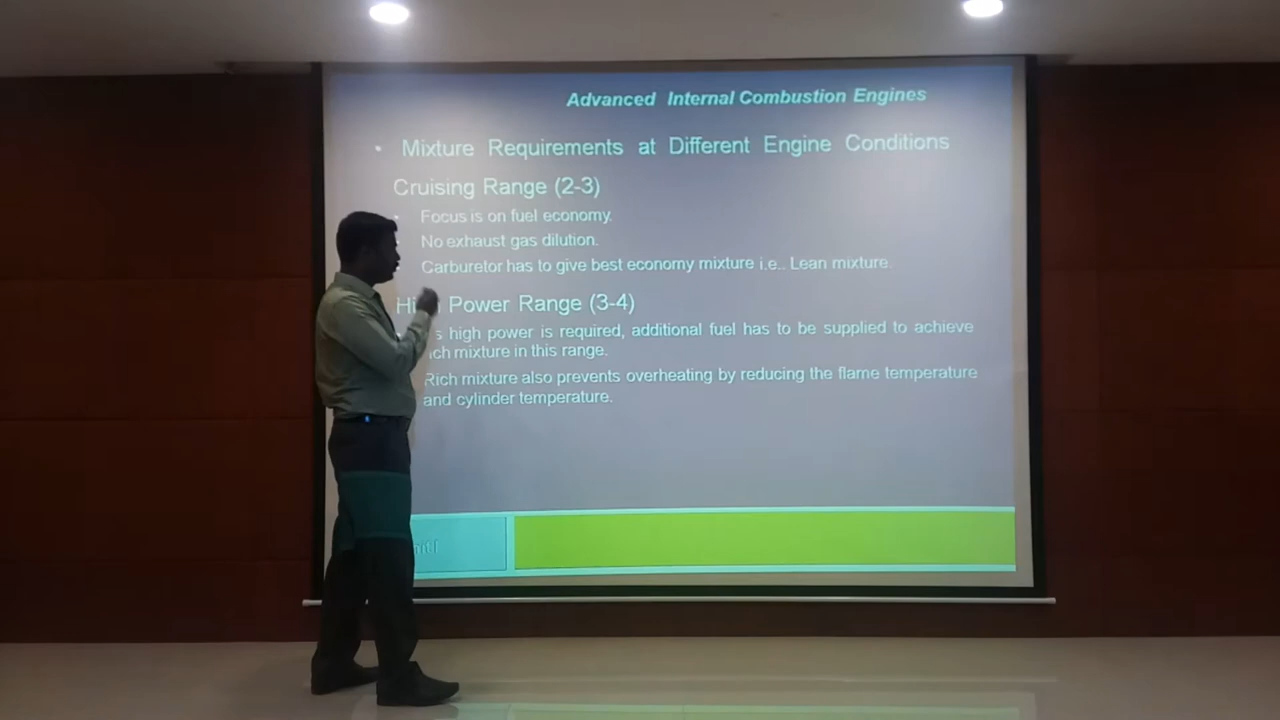 Advanced Internal Combustion Engines
• Mixture Requirements at Different Engine Conditions
Cruising Range (2-3)
• Focus is on fuel economy.
No exhaust gas dilution.
Carburetor has to give best economy mixture i.e.. Lean mixture.
Power Range (3-4)
high power is required, additional fuel has to be supplied to achieve
mixture in this range.
Rich mixture also prevents overheating by reducing the flame temperature
and cylinder temperature.